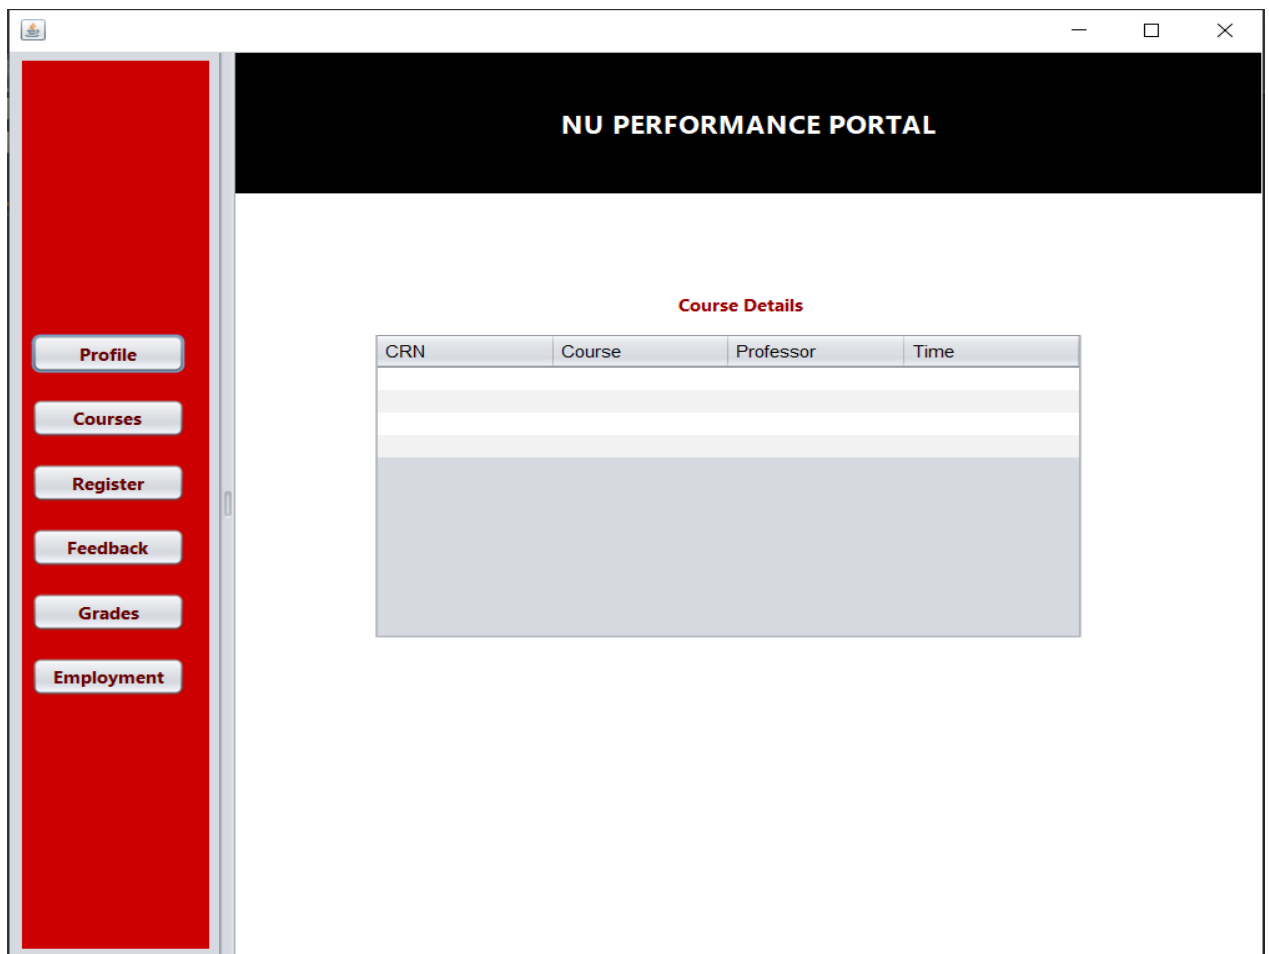 NU PERFORMANCE PORTAL
Profile
Courses
Register
Feedback
Grades
Employment
Course Details
CRN Course Professor Time